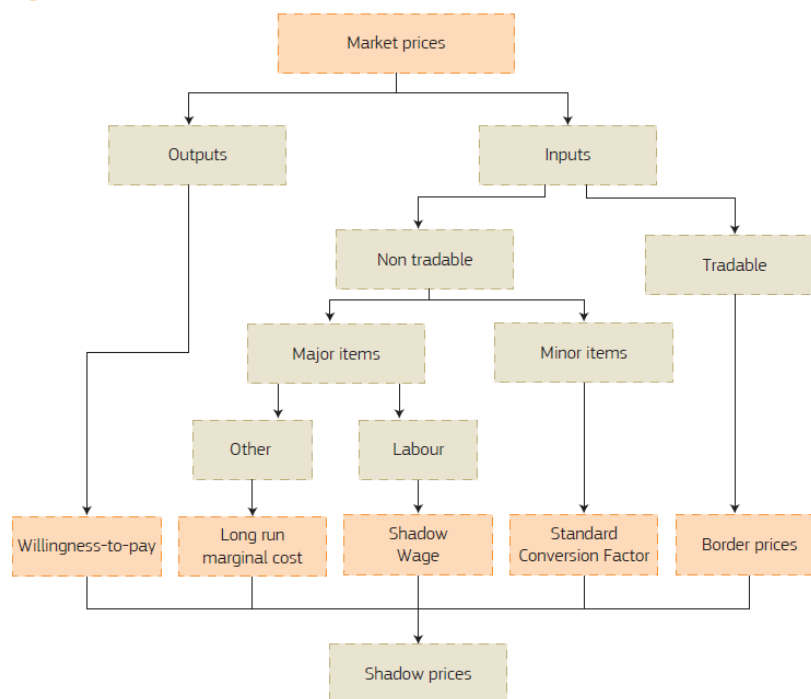 Market prices
Outputs
Inputs
Non tradable
Tradable
Major items
Minor items
Other
Labour
Willingness-to-pay
Long run
marginal cost
Shadow
Wage
Standard
Conversion Factor
Border prices
Shadow prices